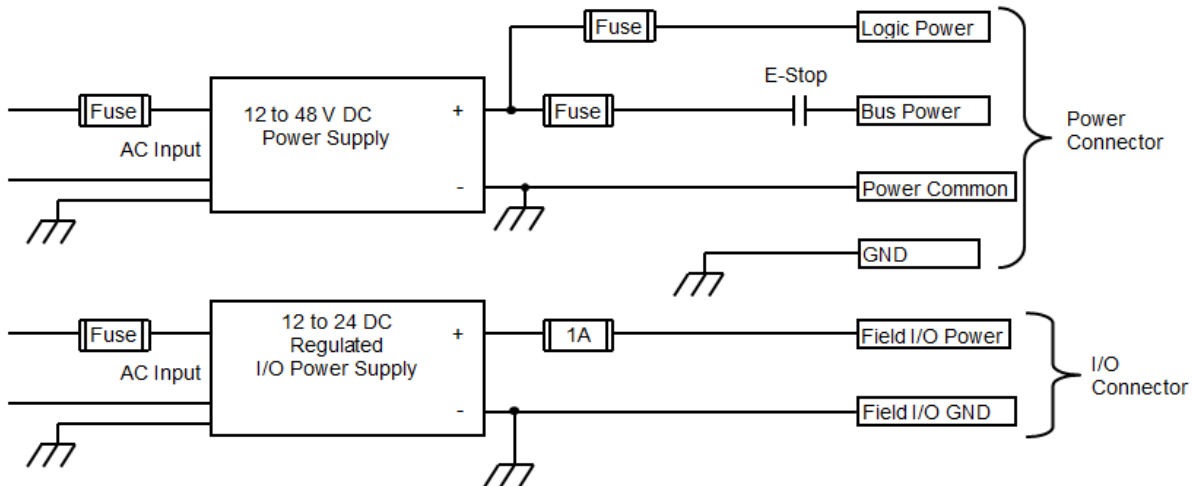 Fuse
Logic Power
E-Stop
Fuse
12 to 48 V DC
Power Supply
+
Fuse
Bus Power
Power
Connector
AC Input
-
Power Common
GND
Fuse
12 to 24 DC
Regulated
I/O Power Supply
+
1A
Field I/O Power
I/O
Connector
AC Input
-
Field I/O GND